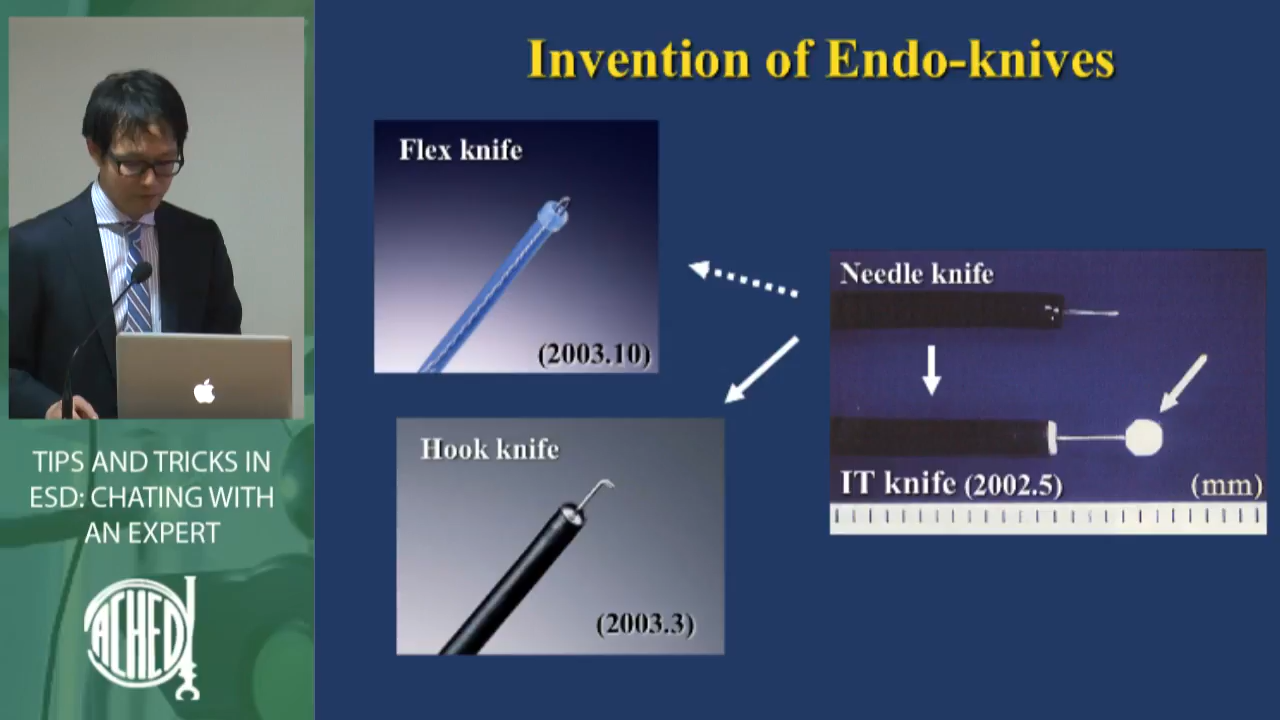 Invention of Endo-knives
Flex knife
(2003.10)
Needle knife
IT knife (2002.5)
(mm)
Hook knife
(2003.3)
TIPS AND TRICKS IN
ESD: CHATING WITH
AN EXPERT
ACHED